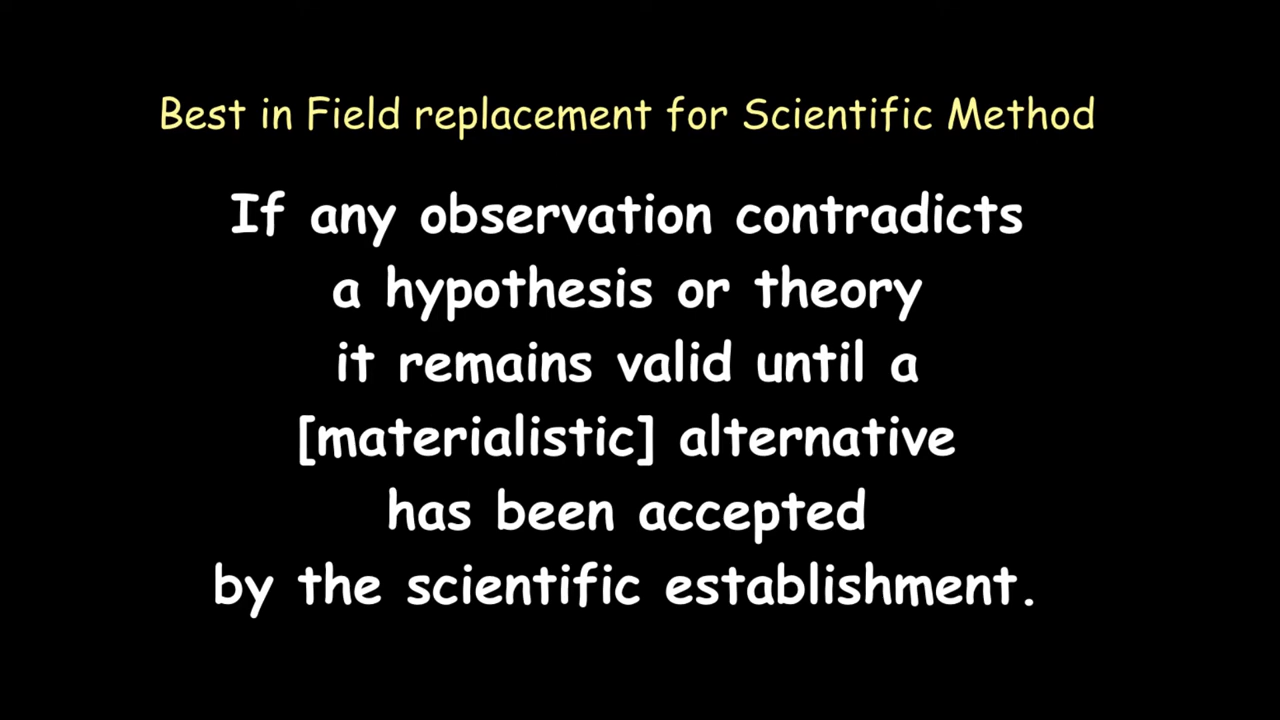 Best in Field replacement for Scientific Method
If any observation contradicts
a hypothesis or theory
it remains valid until a
[materialistic] alternative
has been accepted
by the scientific establishment.